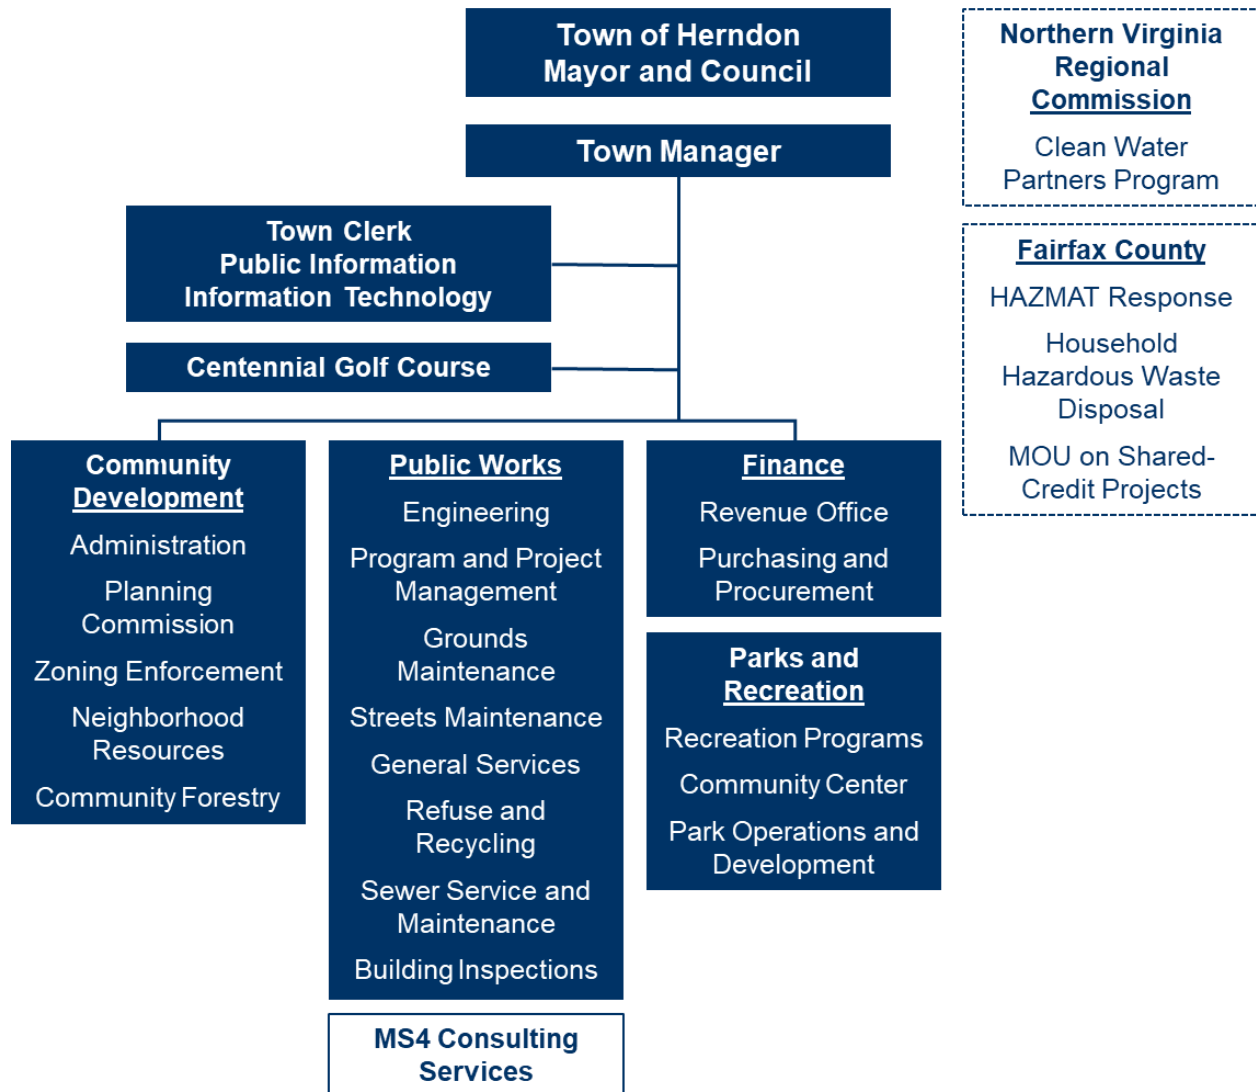 Town of Herndon
Mayor and Council
Town Manager
Town Clerk
Public Information
Information Technology
Centennial Golf Course
Community
Development
Administration
Planning
Commission
Zoning Enforcement
Neighborhood
Resources
Community Forestry
Public Works
Engineering
Program and Project
Management
Grounds
Maintenance
Streets Maintenance
General Services
Refuse and
Recycling
Sewer Service and
Maintenance
Building Inspections
MS4 Consulting
Services
Finance
Revenue Office
Purchasing and
Procurement
Parks and
Recreation
Recreation Programs
Community Center
Park Operations and
Development
Northern Virginia
Regional
Commission
Clean Water
Partners Program
Fairfax County
HAZMAT Response
Household
Hazardous Waste
Disposal
MOU on Shared-
Credit Projects